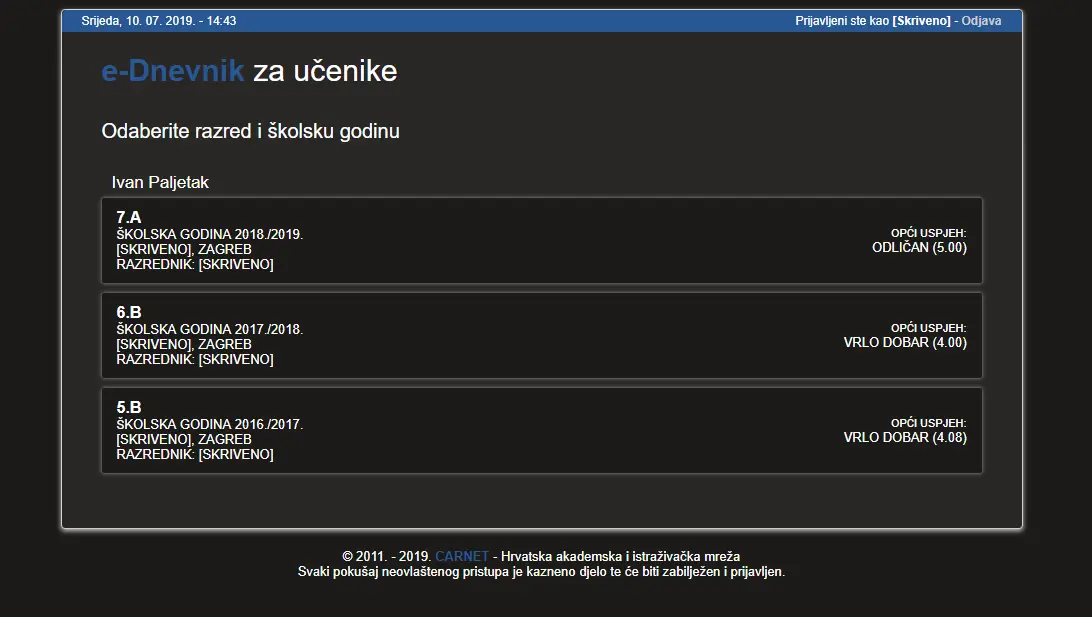 Srijeda, 10. 07. 2019. - 14:43 Prijavljeni ste kao [Skriveno] - Odjava
e-Dnevnik za učenike
Odaberite razred i školsku godinu
Ivan Paljetak
7.A
ŠKOLSKA GODINA 2018./2019.
[SKRIVENO], ZAGREB
RAZREDNIK: [SKRIVENO]
OPĆI USPJEH:
ODLIČAN (5.00)
6.B
ŠKOLSKA GODINA 2017./2018.
[SKRIVENO], ZAGREB
RAZREDNIK: [SKRIVENO]
OPĆI USPJEH:
VRLO DOBAR (4.00)
5.B
ŠKOLSKA GODINA 2016./2017.
[SKRIVENO], ZAGREB
RAZREDNIK: [SKRIVENO]
OPĆI USPJEH:
VRLO DOBAR (4.08)
© 2011. - 2019. CARNET - Hrvatska akademska i istraživačka mreža
Svaki pokušaj neovlaštenog pristupa je kazneno djelo te će biti zabilježen i prijavljen.